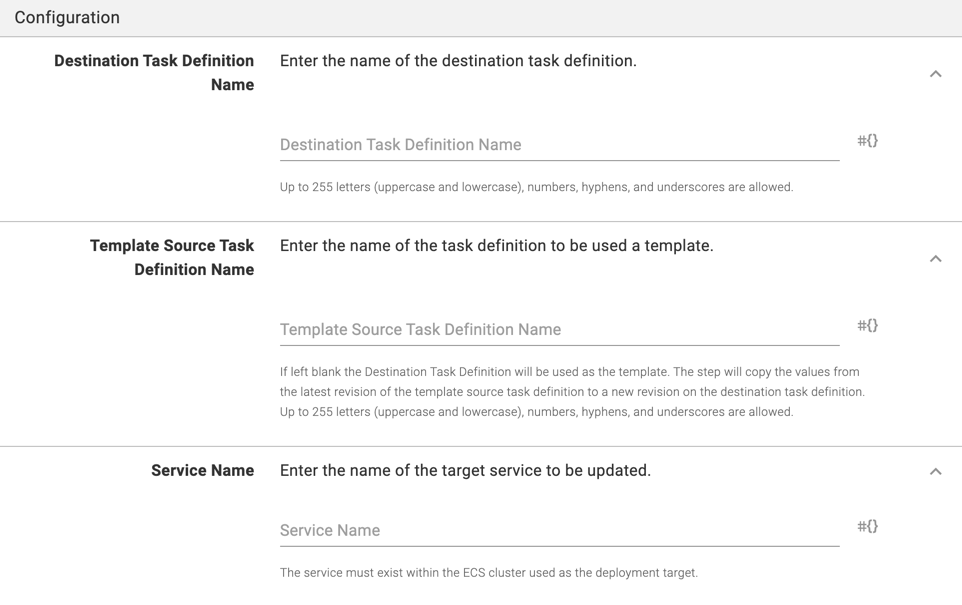 Configuration
Destination Task Definition
Name
Enter the name of the destination task definition.
Destination Task Definition Name
#{}
Up to 255 letters (uppercase and lowercase), numbers, hyphens, and underscores are allowed.
Template Source Task
Definition Name
Enter the name of the task definition to be used a template.
Template Source Task Definition Name
#{}
If left blank the Destination Task Definition will be used as the template. The step will copy the values from
the latest revision of the template source task definition to a new revision on the destination task definition.
Up to 255 letters (uppercase and lowercase), numbers, hyphens, and underscores are allowed.
Service Name
Enter the name of the target service to be updated.
Service Name
#{}
The service must exist within the ECS cluster used as the deployment target.